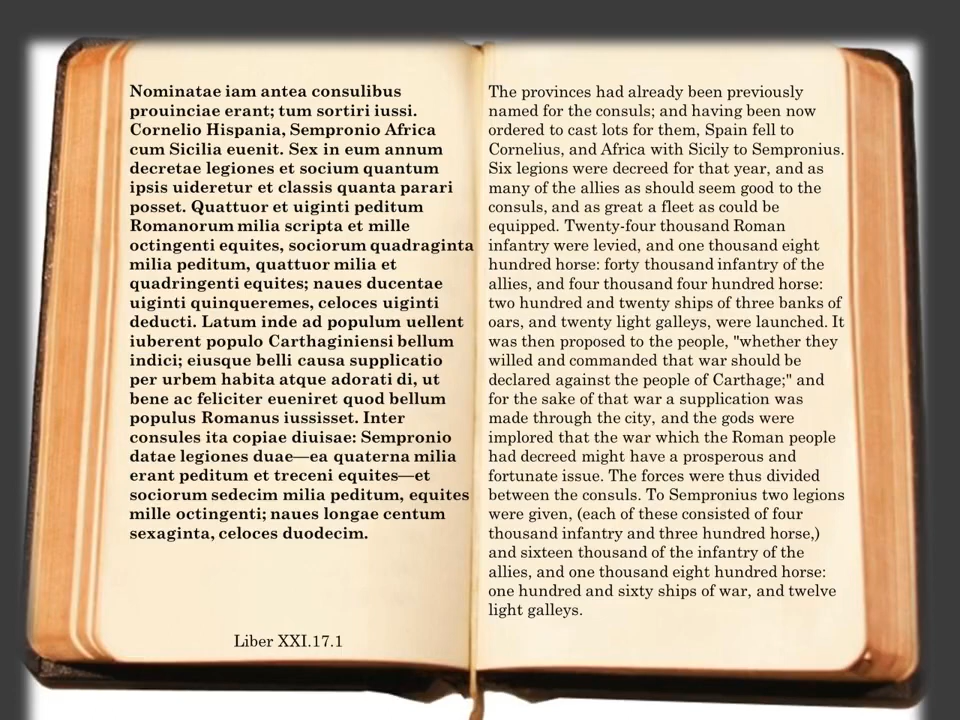 Nominatae iam antea consulibus
prouinciae erant; tum sortiri iussi.
Cornelio Hispania, Sempronio Africa
cum Sicilia euenit. Sex in eum annum
decretae legiones et socium quantum
ipsis uideretur et classis quanta parari
posset. Quattuor et uiginti peditum
Romanorum milia scripta et mille
octingenti equites, sociorum quadraginta
milia peditum, quattuor milia et
quadringenti equites; naues ducentae
uiginti quinqueremes, celoces uiginti
deducti. Latum inde ad populum uellent
iuberent populo Carthaginiensi bellum
indici; eiusque belli causa supplicatio
per urbem habita atque adorati di, ut
bene ac feliciter eueniret quod bellum
populus Romanus iussisset. Inter
consules ita copiae diuisae: Sempronio
datae legiones duae—ea quaterna milia
erant peditum et treceni equites—et
sociorum sedecim milia peditum, equites
mille octingenti; naues longae centum
sexaginta, celoces duodecim.
Liber XXI.17.1
The provinces had already been previously
named for the consuls; and having been now
ordered to cast lots for them, Spain fell to
Cornelius, and Africa with Sicily to Sempronius.
Six legions were decreed for that year, and as
many of the allies as should seem good to the
consuls, and as great a fleet as could be
equipped. Twenty-four thousand Roman
infantry were levied, and one thousand eight
hundred horse: forty thousand infantry of the
allies, and four thousand four hundred horse:
two hundred and twenty ships of three banks of
oars, and twenty light galleys, were launched. It
was then proposed to the people, "whether they
willed and commanded that war should be
declared against the people of Carthage;" and
for the sake of that war a supplication was
made through the city, and the gods were
implored that the war which the Roman people
had decreed might have a prosperous and
fortunate issue. The forces were thus divided
between the consuls. To Sempronius two legions
were given, (each of these consisted of four
thousand infantry and three hundred horse,)
and sixteen thousand of the infantry of the
allies, and one thousand eight hundred horse:
one hundred and sixty ships of war, and twelve
light galleys.